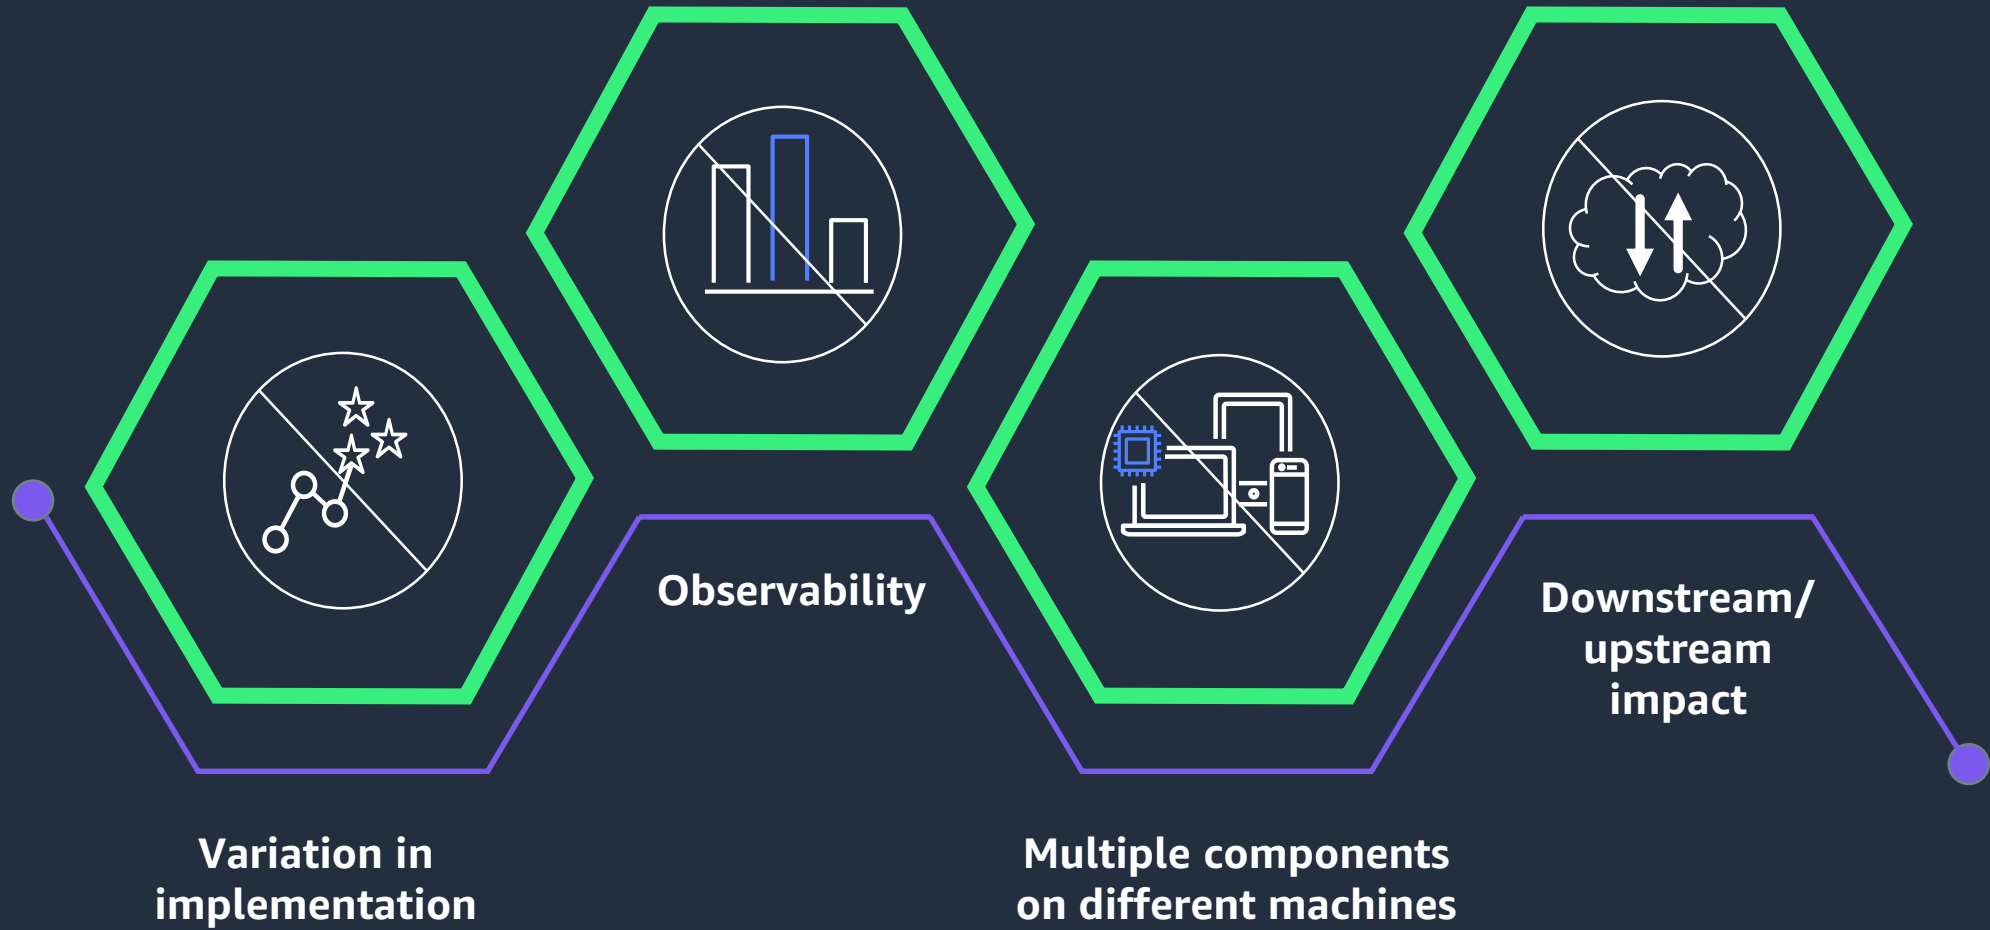 Variation in
implementation
Observability
Multiple components
on different machines
Downstream/
upstream
impact